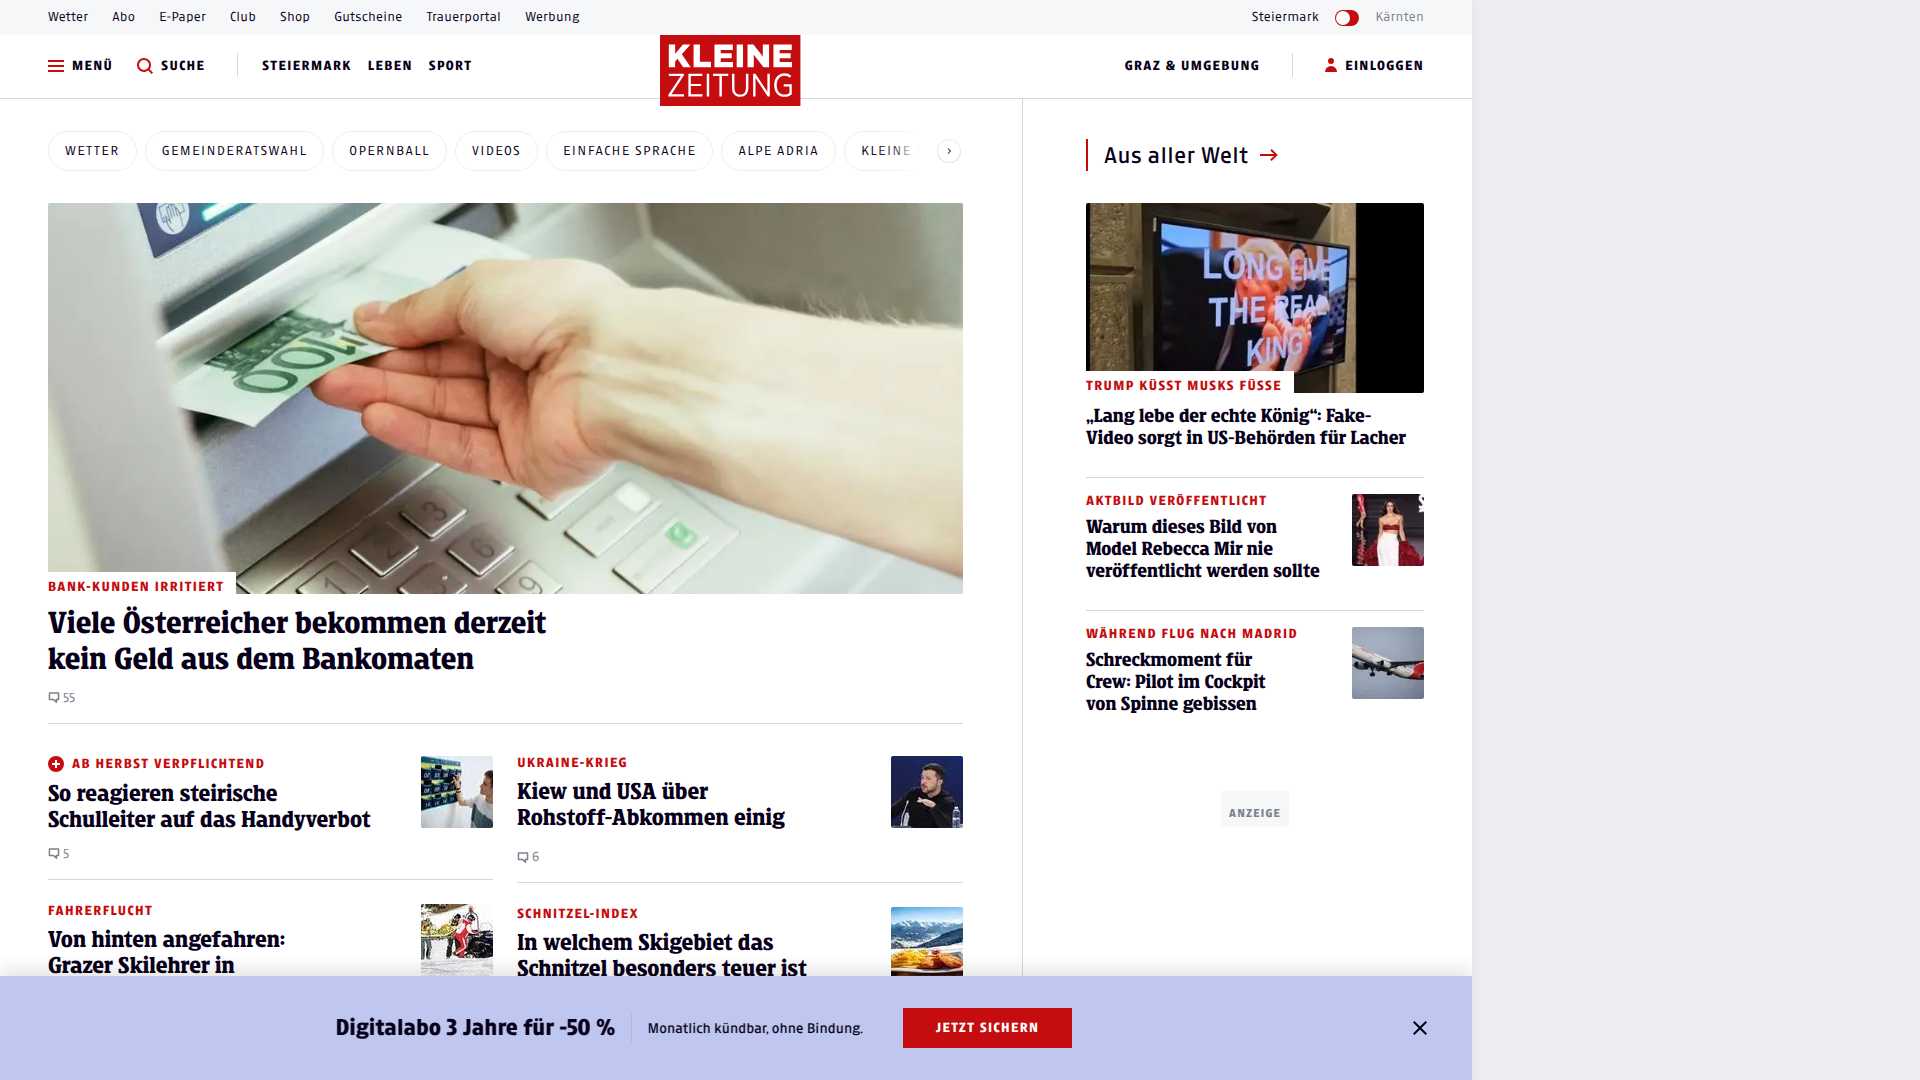 Wetter Abo E-Paper Club Shop Gutscheine Trauerportal Werbung Steiermark Kärnten
MENÜ SUCHE STEIERMARK LEBEN SPORT KLEINE ZEITUNG GRAZ & UMGEBUNG EINLOGGEN
WETTER GEMEINDERATSWAHL OPERNBALL VIDEOS EINFACHE SPRACHE ALPE ADRIA KLEINE
100
3
6
9
BANK-KUNDEN IRRITIERT
Viele Österreicher bekommen derzeit
kein Geld aus dem Bankomaten
55
AB HERBST VERPFLICHTEND
So reagieren steirische
Schulleiter auf das Handyverbot
5
UKRAINE-KRIEG
Kiew und USA über
Rohstoff-Abkommen einig
6
FAHRERFLUCHT
Von hinten angefahren:
Grazer Skilehrer in
SCHNITZEL-INDEX
In welchem Skigebiet das
Schnitzel besonders teuer ist
Aus aller Welt
LONG LIVE
THE REAL
KING
TRUMP KÜSST MUSKS FÜSSE
„Lang lebe der echte König“: Fake-
Video sorgt in US-Behörden für Lacher
AKTBILD VERÖFFENTLICHT
Warum dieses Bild von
Model Rebecca Mir nie
veröffentlicht werden sollte
WÄHREND FLUG NACH MADRID
Schreckmoment für
Crew: Pilot im Cockpit
von Spinne gebissen
ANZEIGE
Digitalabo 3 Jahre für -50 % Monatlich kündbar, ohne Bindung. JETZT SICHERN